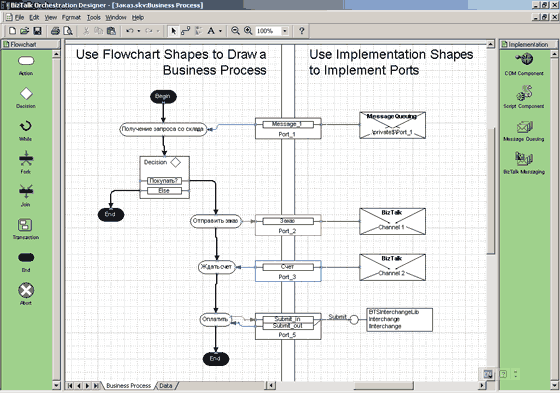 BizTalk Orchestration Designer - [Заказ.skv:Business Process]
File Edit View Format Tools Window Help
100%
Flowchart
Implementation
Action
Decision
While
Fork
Join
Transaction
End
Abort
Use Flowchart Shapes to Draw a
Business Process
Use Implementation Shapes
to Implement Ports
Begin
Получение запроса со склада
Message_1
Port_1
Message Queuing
.\private$\Port_1
Decision
Покупать?
Else
End
Отправить заказ
Заказ
Port_2
BizTalk
Channel 1
Ждать счет
Счет
Port_3
BizTalk
Channel 2
Оплатить
Submit_in
Submit_out
Port_5
Submit
BTSInterchangeLib
Interchange
IInterchange
End
COM Component
Script Component
Message Queuing
BizTalk Messaging
Business Process
Data